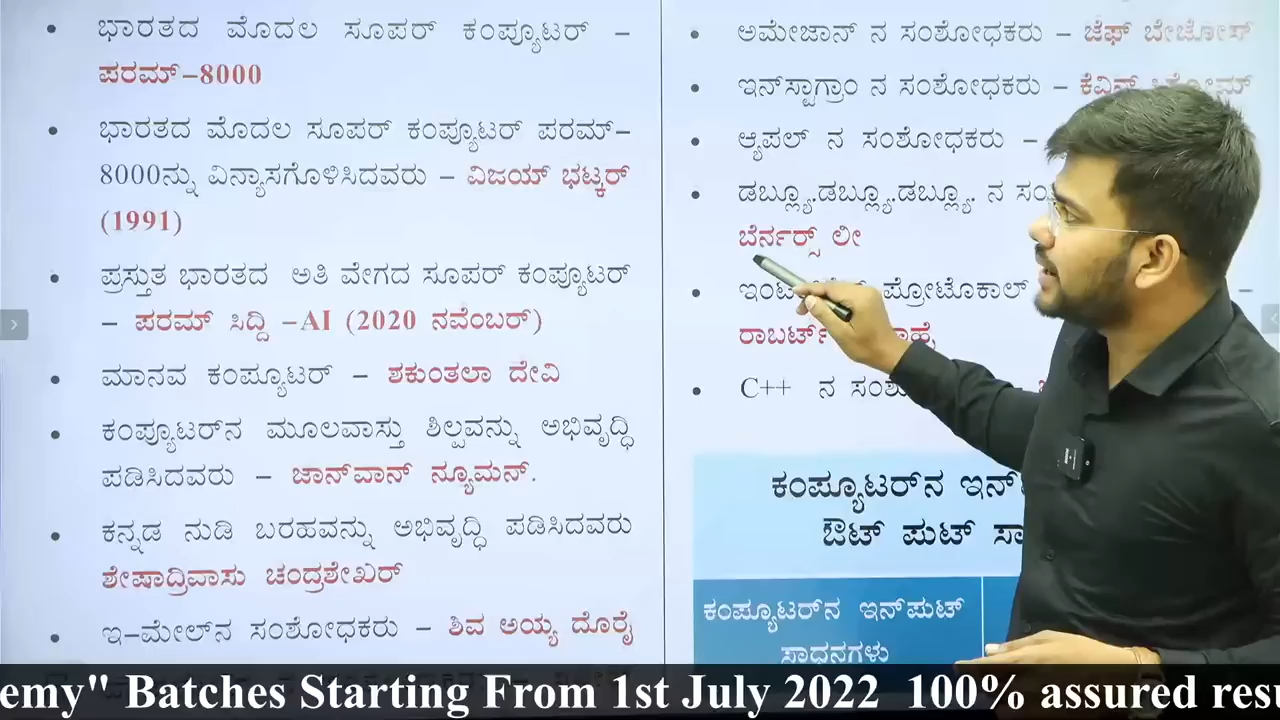 ಭಾರತದ ಮೊದಲ ಸೂಪರ್ ಕಂಪ್ಯೂಟರ್ –
ಪರಮ್–8000
ಭಾರತದ ಮೊದಲ ಸೂಪರ್ ಕಂಪ್ಯೂಟರ್ ಪರಮ್–
8000ನ್ನು ವಿನ್ಯಾಸಗೊಳಿಸಿದವರು – ವಿಜಯ್ ಭಟ್ಕರ್
(1991)
ಪ್ರಸ್ತುತ ಭಾರತದ ಅತಿ ವೇಗದ ಸೂಪರ್ ಕಂಪ್ಯೂಟರ್
– ಪರಮ್ ಸಿದ್ದಿ –AI (2020 ನವೆಂಬರ್)
ಮಾನವ ಕಂಪ್ಯೂಟರ್ – ಶಕುಂತಲಾ ದೇವಿ
ಕಂಪ್ಯೂಟರ್‌ನ ಮೂಲವಾಸ್ತು ಶಿಲ್ಪವನ್ನು ಅಭಿವೃದ್ಧಿ
ಪಡಿಸಿದವರು – ಜಾನ್‌ವಾನ್ ನ್ಯೂಮನ್.
ಕನ್ನಡ ನುಡಿ ಬರಹವನ್ನು ಅಭಿವೃದ್ಧಿ ಪಡಿಸಿದವರು
ಶೇಷಾದ್ರಿವಾಸು ಚಂದ್ರಶೇಖರ್
ಇ–ಮೇಲ್‌ನ ಸಂಶೋಧಕರು – ಶಿವ ಅಯ್ಯ ದೊರೈ
ಅಮೇಜಾನ್ ನ ಸಂಶೋಧಕರು – ಜೆಫ್ ಬೇಜೋಸ್
ಇನ್‌ಸ್ಟಾಗ್ರಾಂ ನ ಸಂಶೋಧಕರು – ಕೆವಿನ್
ಆ್ಯಪಲ್ ನ ಸಂಶೋಧಕರು –
ಡಬ್ಲ್ಯೂ.ಡಬ್ಲ್ಯೂ.ಡಬ್ಲ್ಯೂ. ನ
ಬೆರ್ನರ‍್ಸ್ ಲೀ
ಪ್ರೋಟೊಕಾಲ್ –
ರಾಬರ್ಟ್
C++ ನ
ಕಂಪ್ಯೂಟರ್‌ನ
ಔಟ್ ಪುಟ್
ಕಂಪ್ಯೂಟರ್‌ನ ಇನ್‌ಪುಟ್
ಸಾಧನಗಳು
emy" Batches Starting From 1st July 2022 100% assured resu